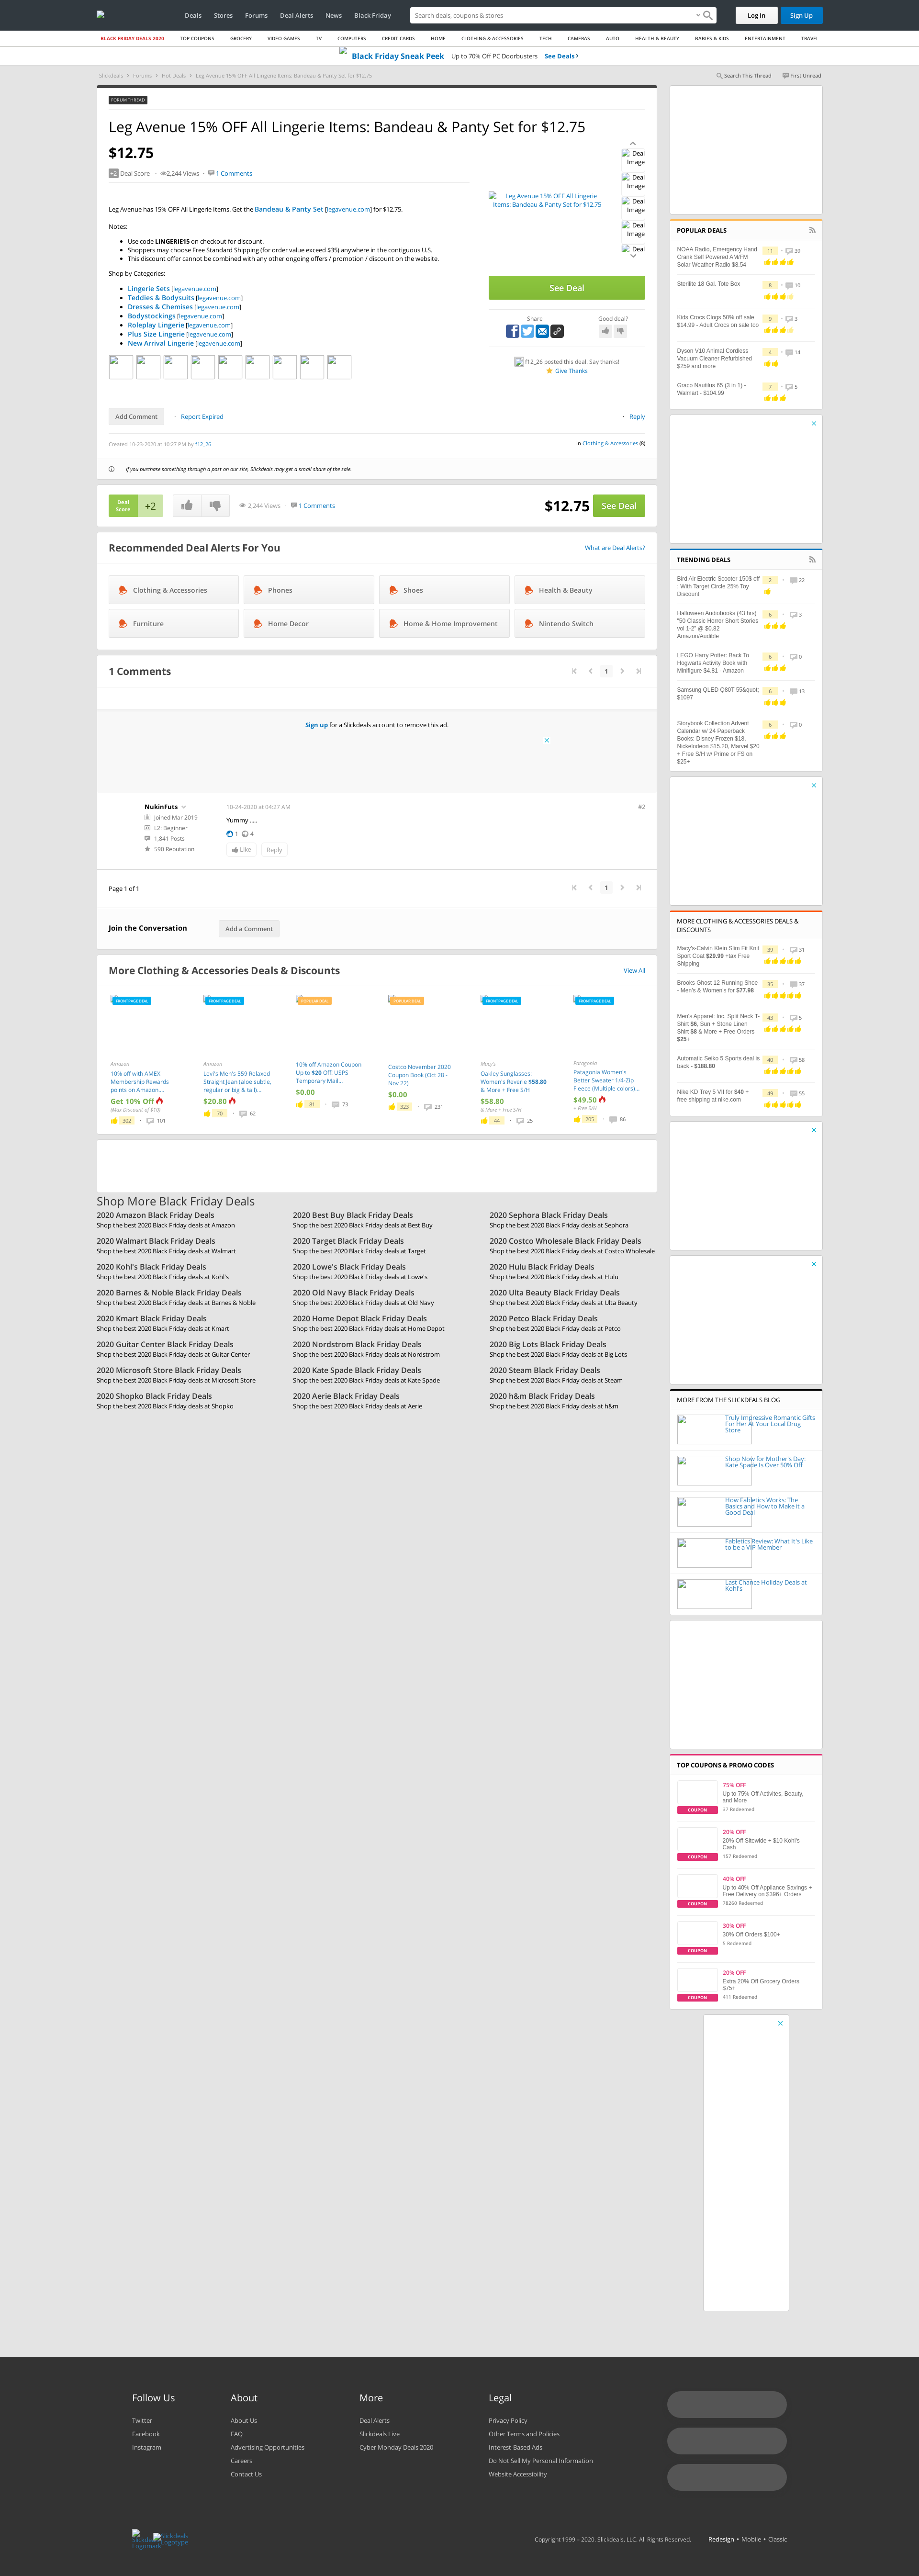 Deals Stores Forums Deal Alerts News Black Friday
Search deals, coupons & stores
Log In
Sign Up
BLACK FRIDAY DEALS 2020 TOP COUPONS GROCERY VIDEO GAMES TV COMPUTERS CREDIT CARDS HOME CLOTHING & ACCESSORIES TECH CAMERAS AUTO HEALTH & BEAUTY BABIES & KIDS ENTERTAINMENT TRAVEL
Black Friday Sneak Peek Up to 70% Off PC Doorbusters See Deals
Slickdeals Forums Hot Deals Leg Avenue 15% OFF All Lingerie Items: Bandeau & Panty Set for $12.75
Search This Thread First Unread
FORUM THREAD
Leg Avenue 15% OFF All Lingerie Items: Bandeau & Panty Set for $12.75
$12.75
+2 Deal Score 2,244 Views 1 Comments
Leg Avenue has 15% OFF All Lingerie Items. Get the Bandeau & Panty Set [legavenue.com] for $12.75.
Notes:
Use code LINGERIE15 on checkout for discount.
Shoppers may choose Free Standard Shipping (for order value exceed $35) anywhere in the contiguous U.S.
This discount offer cannot be combined with any other ongoing offers / promotion / discount.
Shop by Categories:
Lingerie Sets [legavenue.com]
Teddies & Bodysuits [legavenue.com]
Dresses & Chemises [legavenue.com]
Bodystockings [legavenue.com]
Roleplay Lingerie [legavenue.com]
Plus Size Lingerie [legavenue.com]
New Arrival Lingerie [legavenue.com]
Leg Avenue 15% OFF All Lingerie Items: Bandeau & Panty Set for $12.75
Deal Image
Deal Image
Deal Image
Deal Image
Deal
See Deal
Share
Good deal?
f12_26 posted this deal. Say thanks!
Give Thanks
Add Comment
Report Expired
Reply
Created 10-23-2020 at 10:27 PM by f12_26
in Clothing & Accessories (8)
If you purchase something through a post on our site, Slickdeals may get a small share of the sale.
Deal Score +2
2,244 Views 1 Comments
$12.75
See Deal
Recommended Deal Alerts For You
What are Deal Alerts?
Clothing & Accessories
Phones
Shoes
Health & Beauty
Furniture
Home Decor
Home & Home Improvement
Nintendo Switch
1 Comments
1
Sign up for a Slickdeals account to remove this ad.
NukinFuts
Joined Mar 2019
L2: Beginner
1,841 Posts
590 Reputation
10-24-2020 at 04:27 AM
#2
Yummy .....
1 4
Like
Reply
Page 1 of 1
1
Join the Conversation
Add a Comment
More Clothing & Accessories Deals & Discounts
View All
FRONTPAGE DEAL
Amazon
10% off with AMEX Membership Rewards points on Amazon....
Get 10% Off
(Max Discount of $10)
302 101
FRONTPAGE DEAL
Amazon
Levi's Men's 559 Relaxed Straight Jean (aloe subtle, regular or big & tall)...
$20.80
70 62
POPULAR DEAL
10% off Amazon Coupon Up to $20 Off! USPS Temporary Mail...
$0.00
81 73
POPULAR DEAL
Costco November 2020 Coupon Book (Oct 28 - Nov 22)
$0.00
323 231
FRONTPAGE DEAL
Macy's
Oakley Sunglasses: Women's Reverie $58.80 & More + Free S/H
$58.80
& More + Free S/H
44 25
FRONTPAGE DEAL
Patagonia
Patagonia Women's Better Sweater 1/4-Zip Fleece (Multiple colors)...
$49.50
+ Free S/H
205 86
Shop More Black Friday Deals
2020 Amazon Black Friday Deals
Shop the best 2020 Black Friday deals at Amazon
2020 Best Buy Black Friday Deals
Shop the best 2020 Black Friday deals at Best Buy
2020 Sephora Black Friday Deals
Shop the best 2020 Black Friday deals at Sephora
2020 Walmart Black Friday Deals
Shop the best 2020 Black Friday deals at Walmart
2020 Target Black Friday Deals
Shop the best 2020 Black Friday deals at Target
2020 Costco Wholesale Black Friday Deals
Shop the best 2020 Black Friday deals at Costco Wholesale
2020 Kohl's Black Friday Deals
Shop the best 2020 Black Friday deals at Kohl's
2020 Lowe's Black Friday Deals
Shop the best 2020 Black Friday deals at Lowe's
2020 Hulu Black Friday Deals
Shop the best 2020 Black Friday deals at Hulu
2020 Barnes & Noble Black Friday Deals
Shop the best 2020 Black Friday deals at Barnes & Noble
2020 Old Navy Black Friday Deals
Shop the best 2020 Black Friday deals at Old Navy
2020 Ulta Beauty Black Friday Deals
Shop the best 2020 Black Friday deals at Ulta Beauty
2020 Kmart Black Friday Deals
Shop the best 2020 Black Friday deals at Kmart
2020 Home Depot Black Friday Deals
Shop the best 2020 Black Friday deals at Home Depot
2020 Petco Black Friday Deals
Shop the best 2020 Black Friday deals at Petco
2020 Guitar Center Black Friday Deals
Shop the best 2020 Black Friday deals at Guitar Center
2020 Nordstrom Black Friday Deals
Shop the best 2020 Black Friday deals at Nordstrom
2020 Big Lots Black Friday Deals
Shop the best 2020 Black Friday deals at Big Lots
2020 Microsoft Store Black Friday Deals
Shop the best 2020 Black Friday deals at Microsoft Store
2020 Kate Spade Black Friday Deals
Shop the best 2020 Black Friday deals at Kate Spade
2020 Steam Black Friday Deals
Shop the best 2020 Black Friday deals at Steam
2020 Shopko Black Friday Deals
Shop the best 2020 Black Friday deals at Shopko
2020 Aerie Black Friday Deals
Shop the best 2020 Black Friday deals at Aerie
2020 h&m Black Friday Deals
Shop the best 2020 Black Friday deals at h&m
POPULAR DEALS
NOAA Radio, Emergency Hand Crank Self Powered AM/FM Solar Weather Radio $8.54
11 39
Sterilite 18 Gal. Tote Box
8 10
Kids Crocs Clogs 50% off sale $14.99 - Adult Crocs on sale too
9 3
Dyson V10 Animal Cordless Vacuum Cleaner Refurbished $259 and more
4 14
Graco Nautilus 65 (3 in 1) - Walmart - $104.99
7 5
TRENDING DEALS
Bird Air Electric Scooter 150$ off : With Target Circle 25% Toy Discount
2 22
Halloween Audiobooks (43 hrs) "50 Classic Horror Short Stories vol 1-2" @ $0.82 Amazon/Audible
6 3
LEGO Harry Potter: Back To Hogwarts Activity Book with Minifigure $4.81 - Amazon
6 0
Samsung QLED Q80T 55&quot; $1097
6 13
Storybook Collection Advent Calendar w/ 24 Paperback Books: Disney Frozen $18, Nickelodeon $15.20, Marvel $20 + Free S/H w/ Prime or FS on $25+
6 0
MORE CLOTHING & ACCESSORIES DEALS & DISCOUNTS
Macy's-Calvin Klein Slim Fit Knit Sport Coat $29.99 +tax Free Shipping
39 31
Brooks Ghost 12 Running Shoe - Men's & Women's for $77.98
35 37
Men's Apparel: Inc. Split Neck T-Shirt $6, Sun + Stone Linen Shirt $8 & More + Free Orders $25+
43 5
Automatic Seiko 5 Sports deal is back - $188.80
40 58
Nike KD Trey 5 VII for $40 + free shipping at nike com
49 55
MORE FROM THE SLICKDEALS BLOG
Truly Impressive Romantic Gifts For Her At Your Local Drug Store
Shop Now for Mother's Day: Kate Spade Is Over 50% Off
How Fabletics Works: The Basics and How to Make it a Good Deal
Fabletics Review: What It's Like to be a VIP Member
Last Chance Holiday Deals at Kohl's
TOP COUPONS & PROMO CODES
75% OFF
Up to 75% Off Activites, Beauty, and More
37 Redeemed
COUPON
20% OFF
20% Off Sitewide + $10 Kohl's Cash
157 Redeemed
COUPON
40% OFF
Up to 40% Off Appliance Savings + Free Delivery on $396+ Orders
78260 Redeemed
COUPON
30% OFF
30% Off Orders $100+
5 Redeemed
COUPON
20% OFF
Extra 20% Off Grocery Orders $75+
411 Redeemed
COUPON
Follow Us
Twitter
Facebook
Instagram
About
About Us
FAQ
Advertising Opportunities
Careers
Contact Us
More
Deal Alerts
Slickdeals Live
Cyber Monday Deals 2020
Legal
Privacy Policy
Other Terms and Policies
Interest-Based Ads
Do Not Sell My Personal Information
Website Accessibility
Slickdeals Logotype
Copyright 1999 – 2020. Slickdeals, LLC. All Rights Reserved.
Redesign • Mobile • Classic